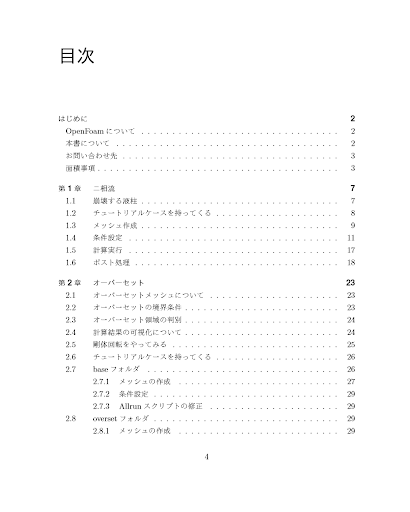 目次
はじめに 2
OpenFoam について . . . . . . . . . . . . . . . . . . . . . . . . . . . . . . 2
本書について . . . . . . . . . . . . . . . . . . . . . . . . . . . . . . 2
お問い合わせ先 . . . . . . . . . . . . . . . . . . . . . . . . . . . . . . 3
面積事項 . . . . . . . . . . . . . . . . . . . . . . . . . . . . . . 3
第 1 章 二相流 7
1.1 崩壊する液柱 . . . . . . . . . . . . . . . . . . . . . . . . . . 7
1.2 チュートリアルケースを持ってくる . . . . . . . . . . . . . . . . 8
1.3 メッシュ作成 . . . . . . . . . . . . . . . . . . . . . . . . . . 9
1.4 条件設定 . . . . . . . . . . . . . . . . . . . . . . . . . . 11
1.5 計算実行 . . . . . . . . . . . . . . . . . . . . . . . . . . 17
1.6 ポスト処理 . . . . . . . . . . . . . . . . . . . . . . . . . . 18
第 2 章 オーバーセット 23
2.1 オーバーセットメッシュについて . . . . . . . . . . . . . . . . 23
2.2 オーバーセットの境界条件 . . . . . . . . . . . . . . . . . . . . 23
2.3 オーバーセット領域の判別 . . . . . . . . . . . . . . . . . . . . 24
2.4 計算結果の可視化について . . . . . . . . . . . . . . . . . . . . 24
2.5 剛体回転をやってみる . . . . . . . . . . . . . . . . . . . . . . 25
2.6 チュートリアルケースを持ってくる . . . . . . . . . . . . . . . . 26
2.7 base フォルダ . . . . . . . . . . . . . . . . . . . . . . . . . . 26
2.7.1 メッシュの作成 . . . . . . . . . . . . . . . . . . . . . . 27
2.7.2 条件設定 . . . . . . . . . . . . . . . . . . . . . . . . 29
2.7.3 Allrun スクリプトの修正 . . . . . . . . . . . . . . . . . . 29
2.8 overset フォルダ . . . . . . . . . . . . . . . . . . . . . . . . 29
2.8.1 メッシュの作成 . . . . . . . . . . . . . . . . . . . . . . 29
4